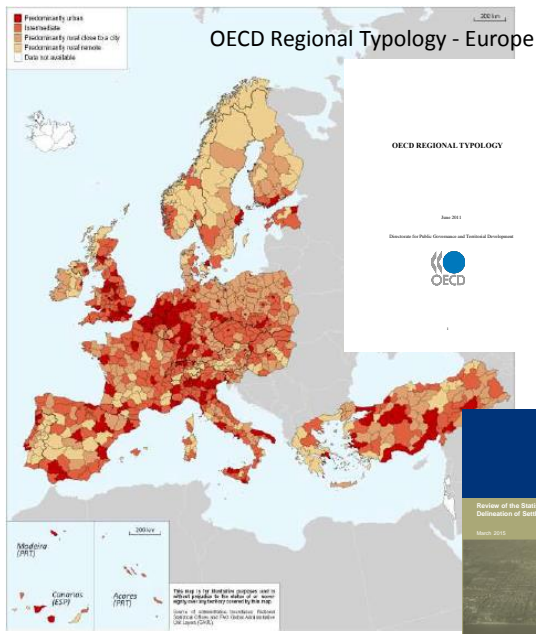 OECD Regional Typology - Europe
Predominantly urban
Intermediate
Predominantly rural close to a city
Predominantly rural remote
Data not available
200 km
OECD REGIONAL TYPOLOGY
June 2011
Directorate for Public Governance and Territorial Development
OECD
1
Review of the Stati
Delineation of Settl
March 2015
200 km
Madeira
(PRT)
Canarias
(ESP)
Acores
(PRT)
This map is for illustrative purposes and is
without prejudice to the status of or
sovereignty over any territory covered by this map.